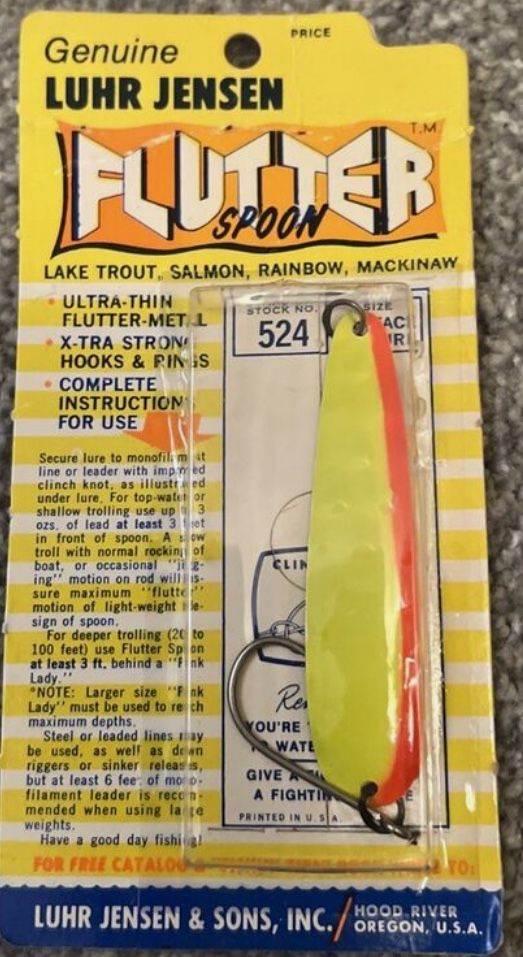 PRICE
Genuine
LUHR JENSEN
FLUTTER T.M.
SPOON
LAKE TROUT, SALMON, RAINBOW, MACKINAW
• ULTRA-THIN
FLUTTER-METAL
• X-TRA STRONG
HOOKS & RINGS
• COMPLETE
INSTRUCTION
FOR USE
Secure lure to monofilament
line or leader with improved
clinch knot, as illustrated
under lure. For top-water or
shallow trolling use up to 3
ozs. of lead at least 3 feet
in front of spoon. A slow
troll with normal rocking of
boat, or occasional "jigg-
ing" motion on rod will in-
sure maximum "flutter"
motion of light-weight de-
sign of spoon.
For deeper trolling (20 to
100 feet) use Flutter Spoon
at least 3 ft. behind a "Pink
Lady."
*NOTE: Larger size "Pink
Lady" must be used to reach
maximum depths.
Steel or leaded lines may
be used, as well as down
riggers or sinker releases,
but at least 6 feet of mono-
filament leader is recom-
mended when using large
weights.
Have a good day fishing!
STOCK NO.
524
SIZE
CLIN
YOU'RE
WATE
GIVE A
A FIGHTIN
PRINTED IN U.S.A.
FOR FREE CATALOG &
TO:
LUHR JENSEN & SONS, INC. / HOOD RIVER
OREGON, U.S.A.